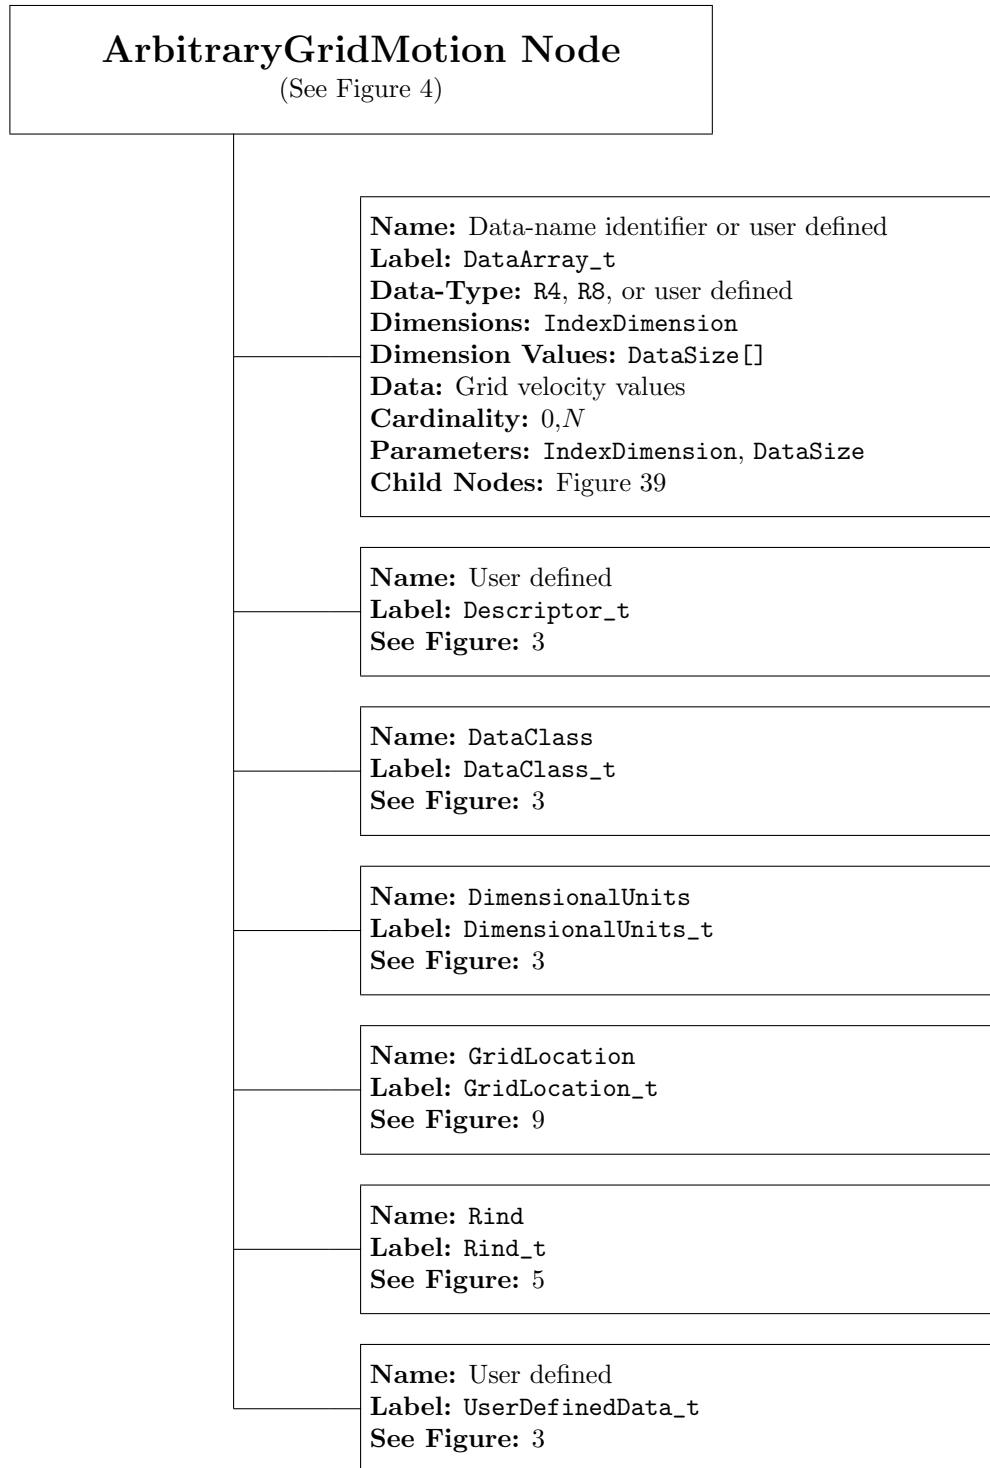 ArbitraryGridMotion Node
(See Figure 4)
Name: Data-name identifier or user defined
Label: DataArray_t
Data-Type: R4, R8, or user defined
Dimensions: IndexDimension
Dimension Values: DataSize[]
Data: Grid velocity values
Cardinality: 0,N
Parameters: IndexDimension, DataSize
Child Nodes: Figure 39
Name: User defined
Label: Descriptor_t
See Figure: 3
Name: DataClass
Label: DataClass_t
See Figure: 3
Name: DimensionalUnits
Label: DimensionalUnits_t
See Figure: 3
Name: GridLocation
Label: GridLocation_t
See Figure: 9
Name: Rind
Label: Rind_t
See Figure: 5
Name: User defined
Label: UserDefinedData_t
See Figure: 3